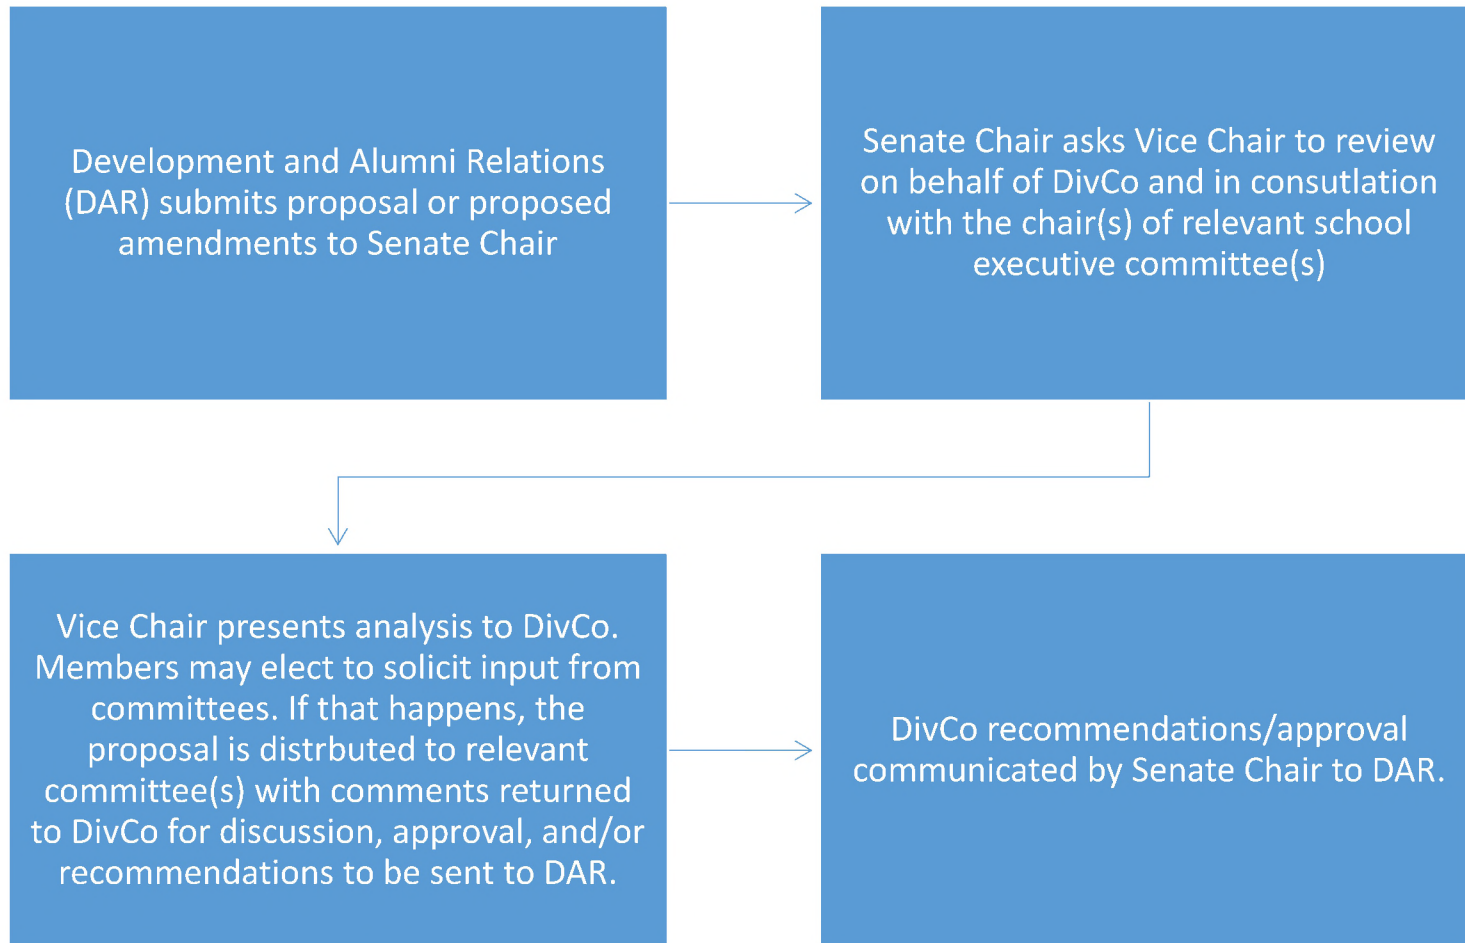 Development and Alumni Relations
(DAR) submits proposal or proposed
amendments to Senate Chair
Senate Chair asks Vice Chair to review
on behalf of DivCo and in consutlation
with the chair(s) of relevant school
executive committee(s)
Vice Chair presents analysis to DivCo.
Members may elect to solicit input from
committees. If that happens, the
proposal is distrbuted to relevant
committee(s) with comments returned
to DivCo for discussion, approval, and/or
recommendations to be sent to DAR.
DivCo recommendations/approval
communicated by Senate Chair to DAR.